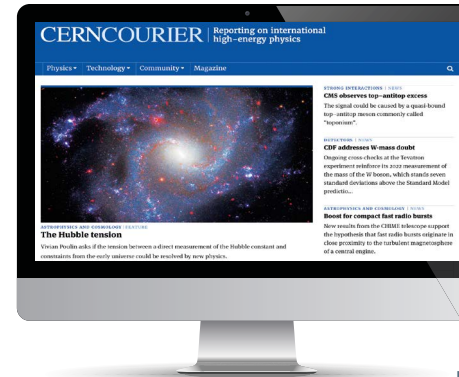 CERNCOURIER
Reporting on international
high-energy physics
Physics Technology Community Magazine
ASTROPHYSICS AND COSMOLOGY | FEATURE
The Hubble tension
Vivian Poulin asks if the tension between a direct measurement of the Hubble constant and
constraints from the early universe could be resolved by new physics.
STRONG INTERACTIONS | NEWS
CMS observes top–antitop excess
The signal could be caused by a quasi-bound
top–antitop meson commonly called
"toponium".
DETECTORS | NEWS
CDF addresses W-mass doubt
Ongoing cross-checks at the Tevatron
experiment reinforce its 2022 measurement of
the mass of the W boson, which stands seven
standard deviations above the Standard Model
predictio...
ASTROPHYSICS AND COSMOLOGY | NEWS
Boost for compact fast radio bursts
New results from the CHIME telescope support
the hypothesis that fast radio bursts originate in
close proximity to the turbulent magnetosphere
of a central engine.